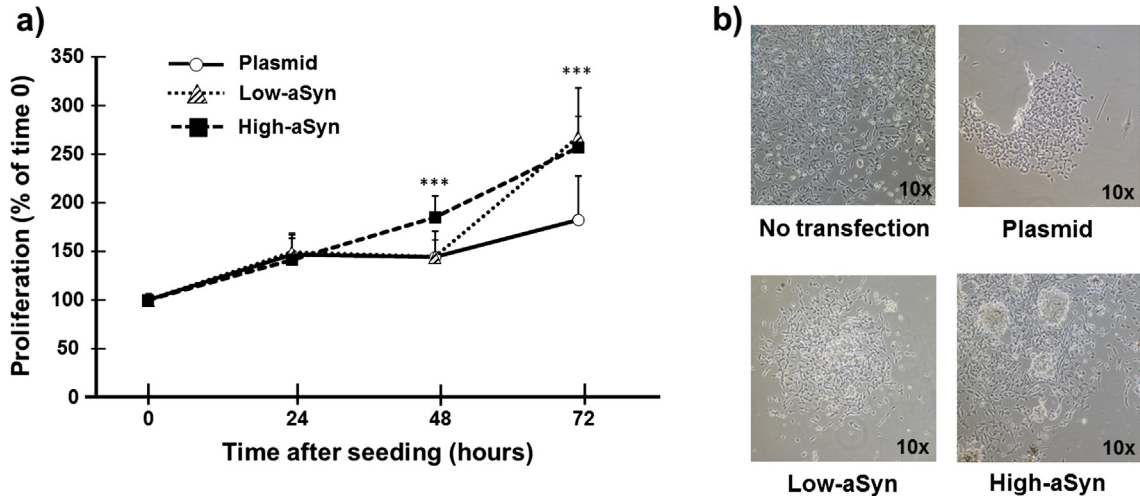 a)
Proliferation (% of time 0)
350
300
250
200
150
100
50
0
Plasmid
Low-aSyn
High-aSyn
***
***
0 24 48 72
Time after seeding (hours)
b)
10x 10x
No transfection Plasmid
10x 10x
Low-aSyn High-aSyn